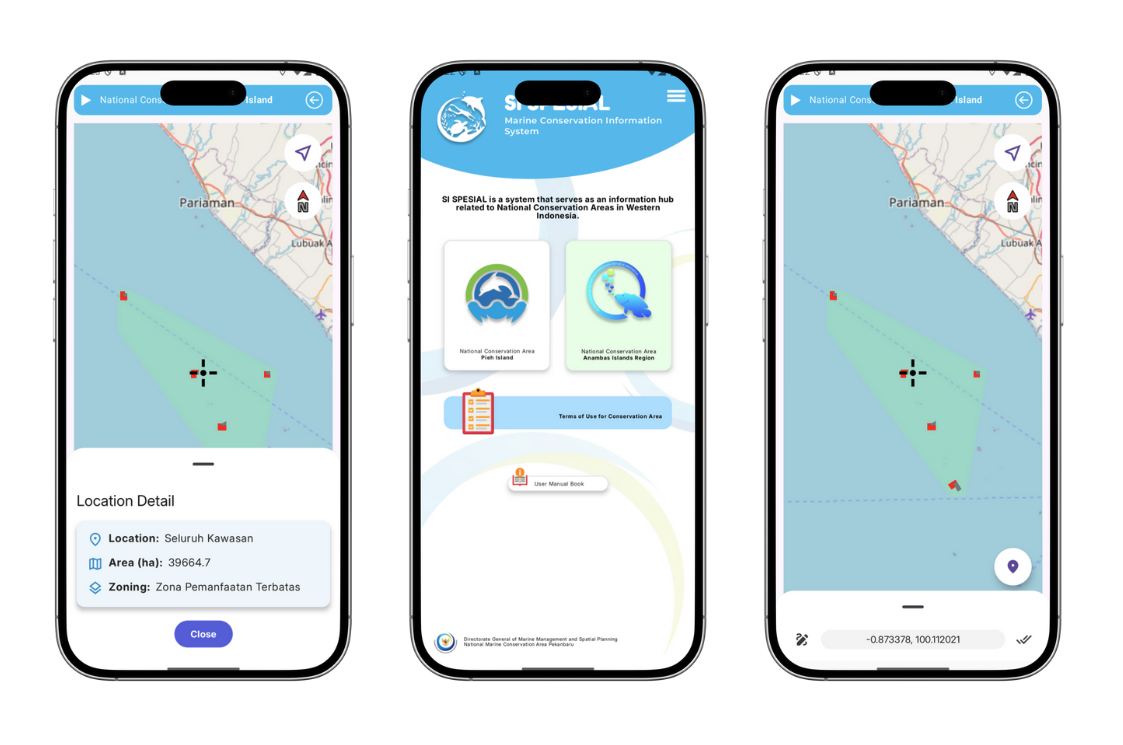 National Cons
Island
Pariaman
Lubuak A
Location Detail
Location: Seluruh Kawasan
Area (ha): 39664.7
Zoning: Zona Pemanfaatan Terbatas
Close
SI SPESIAL
Marine Conservation Information
System
SI SPESIAL is a system that serves as an information hub
related to National Conservation Areas in Western
Indonesia.
National Conservation Area
Pieh Island
National Conservation Area
Anambas Islands Region
Terms of Use for Conservation Area
User Manual Book
Directorate General of Marine Management and Spatial Planning
National Marine Conservation Area Pekanbaru
National Cons
Island
N
Pariaman
Lubuak A
-0.873378, 100.112021